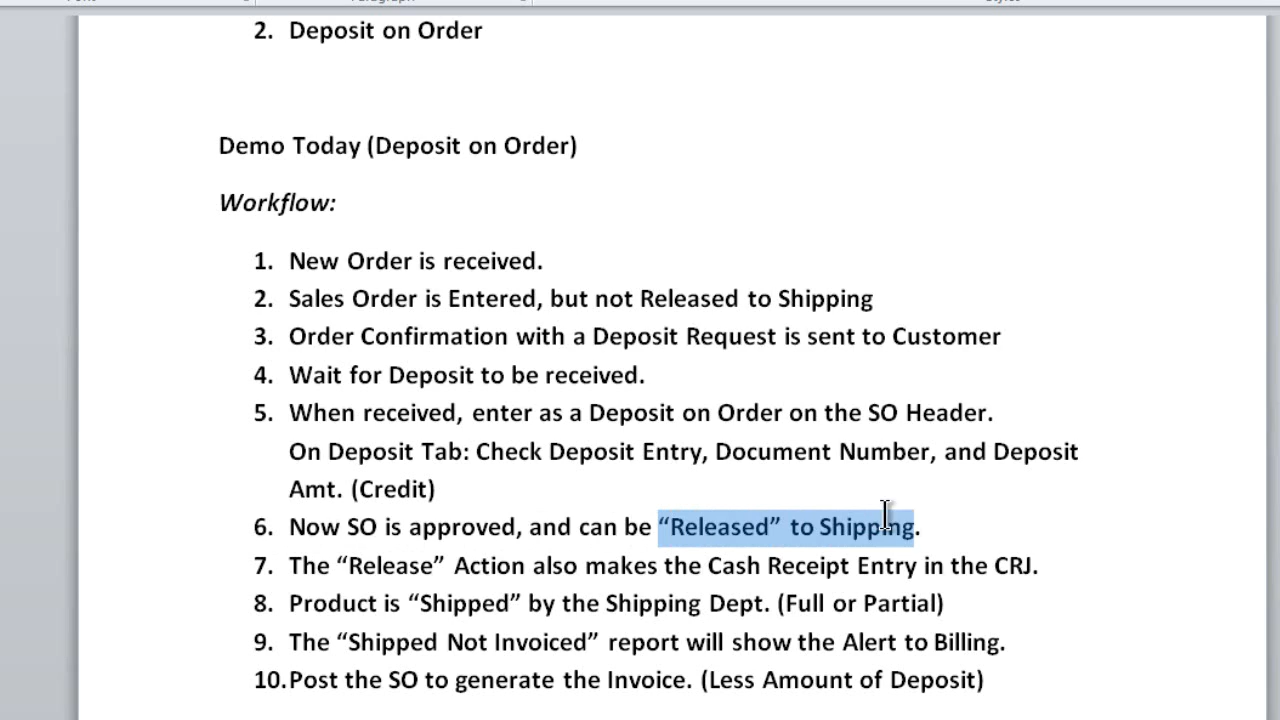 2. Deposit on Order
Demo Today (Deposit on Order)
Workflow:
1. New Order is received.
2. Sales Order is Entered, but not Released to Shipping
3. Order Confirmation with a Deposit Request is sent to Customer
4. Wait for Deposit to be received.
5. When received, enter as a Deposit on Order on the SO Header.
On Deposit Tab: Check Deposit Entry, Document Number, and Deposit
Amt. (Credit)
6. Now SO is approved, and can be “Released” to Shipping.
7. The “Release” Action also makes the Cash Receipt Entry in the CRJ.
8. Product is “Shipped” by the Shipping Dept. (Full or Partial)
9. The “Shipped Not Invoiced” report will show the Alert to Billing.
10.Post the SO to generate the Invoice. (Less Amount of Deposit)